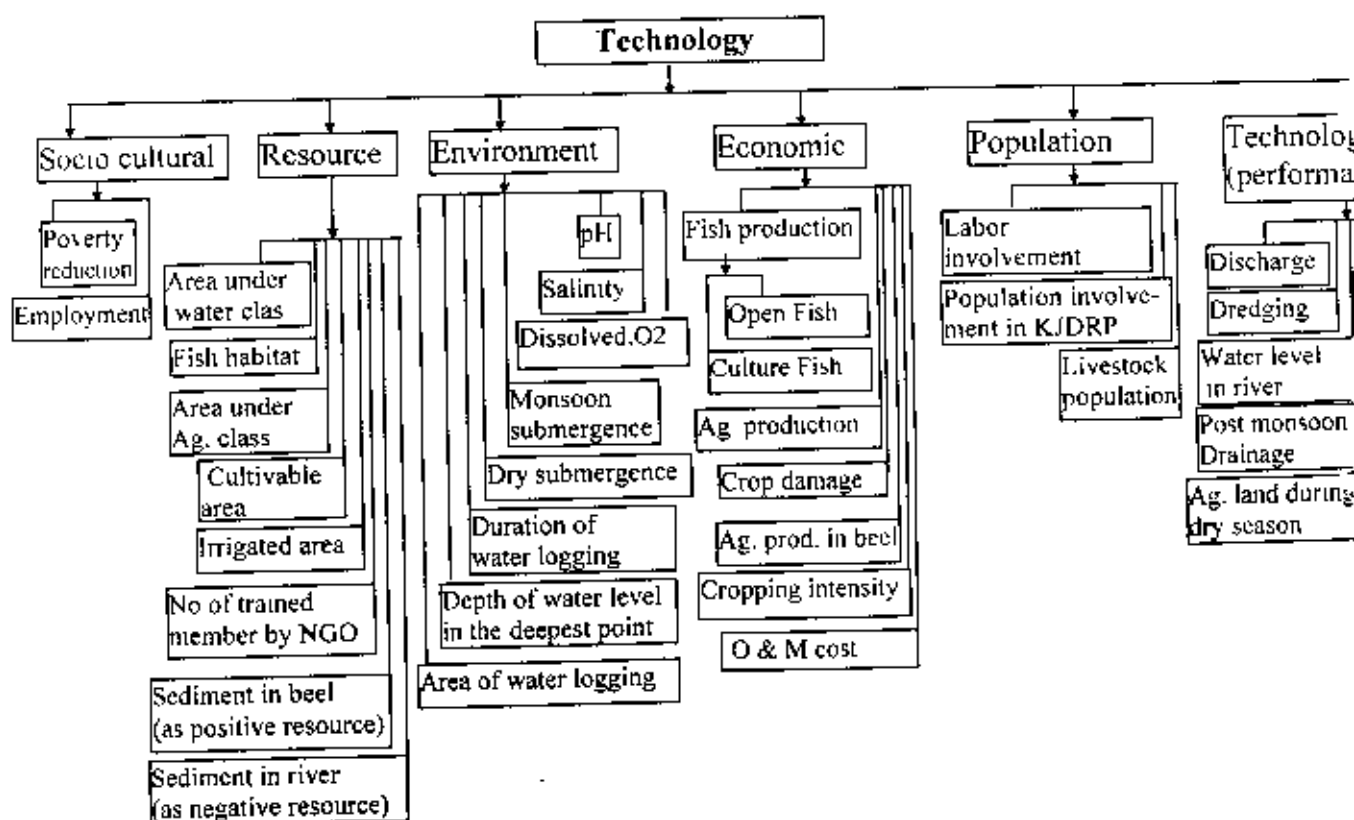 Technology
Socio cultural
Poverty
reduction
Employment
Resource
Area under
water clas
Fish habitat
Area under
Ag. class
Cultivable
area
Irrigated area
No of trained
member by NGO
Sediment in beel
(as positive resource)
Sediment in river
(as negative resource)
Environment
pH
Salinity
Dissolved.O2
Monsoon
submergence
Dry submergence
Duration of
water logging
Depth of water level
in the deepest point
Area of water logging
Economic
Fish production
Open Fish
Culture Fish
Ag production
Crop damage
Ag. prod. in beel
Cropping intensity
O & M cost
Population
Labor
involvement
Population involve-
ment in KJDRP
Livestock
population
Technolog
(performa
Discharge
Dredging
Water level
in river
Post monsoon
Drainage
Ag. land during
dry season